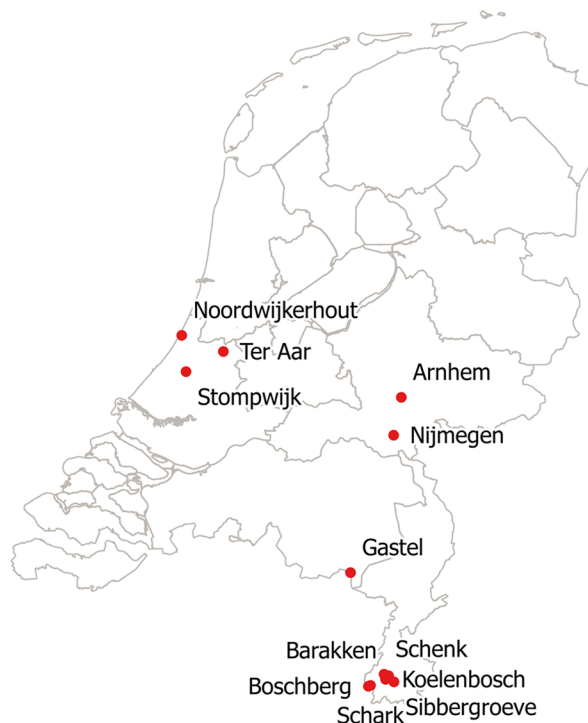 Noordwijkerhout
Ter Aar
Arnhem
Stompwijk
Nijmegen
Gastel
Barakken
Schenk
Koelenbosch
Boschberg
Sibbergroeve
Schark